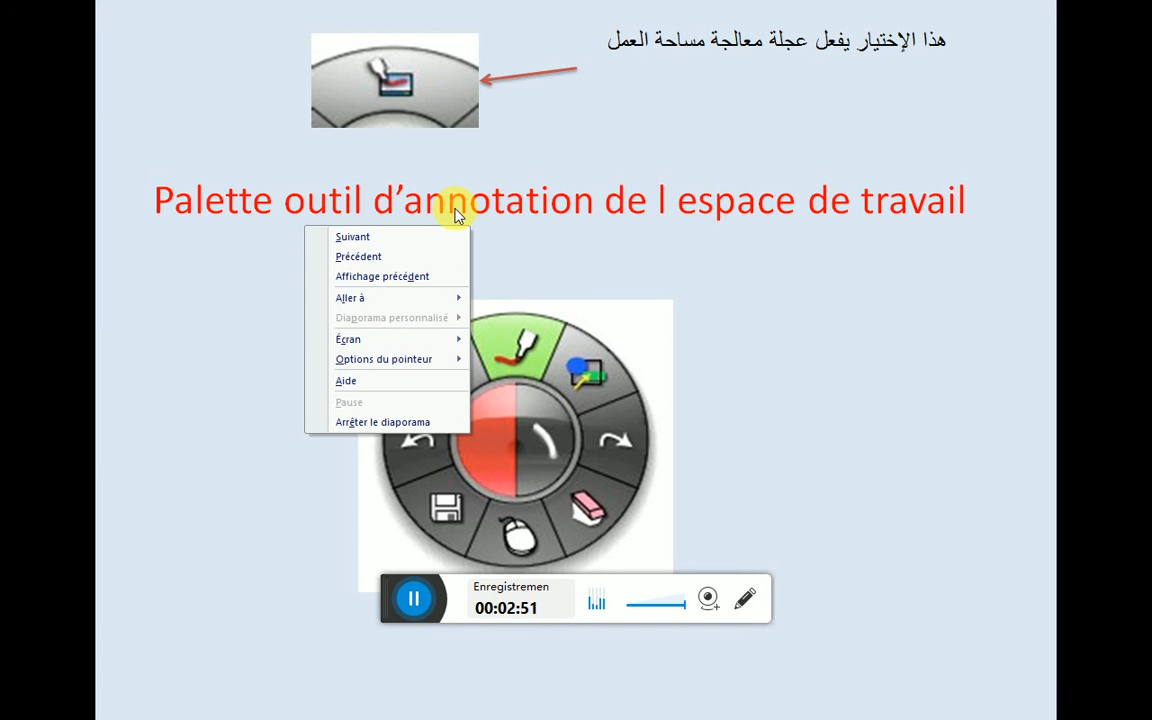 هذا الإختيار يفعل عجلة معالجة مساحة العمل
Palette outil d’annotation de l espace de travail
Suivant
Précédent
Affichage précédent
Aller à
Diaporama personnalisé
Écran
Options du pointeur
Aide
Pause
Arrêter le diaporama
Enregistremen
00:02:51